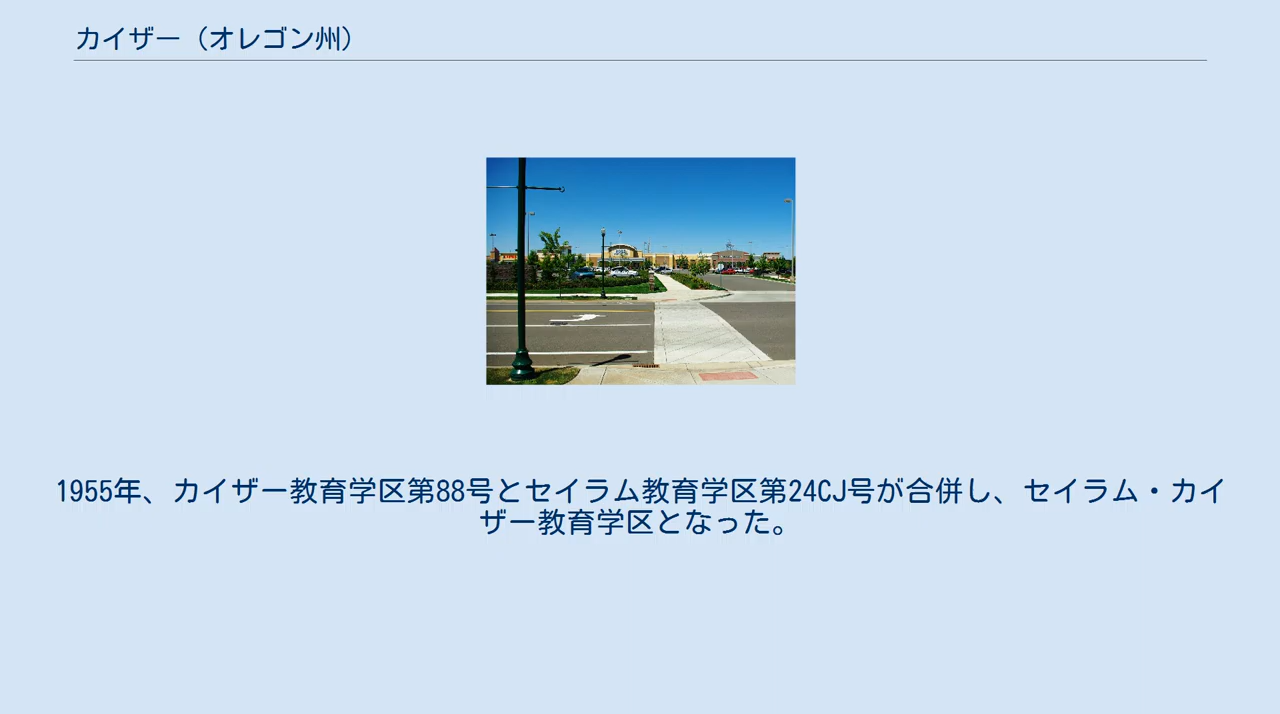 カイザー（オレゴン州）
1955年、カイザー教育学区第88号とセイラム教育学区第24CJ号が合併し、セイラム・カイ
ザー教育学区となった。